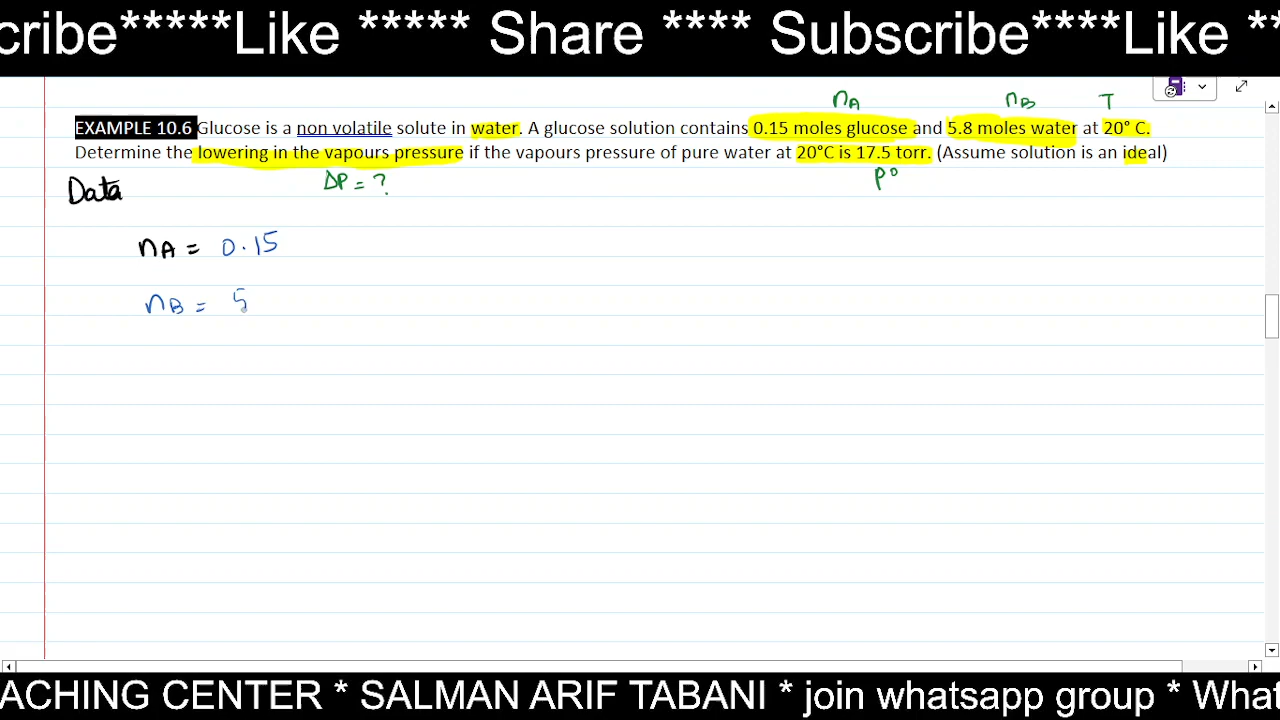 cribe*****Like ***** Share **** Subscribe****Like **
nA nB T
EXAMPLE 10.6 Glucose is a non volatile solute in water. A glucose solution contains 0.15 moles glucose and 5.8 moles water at 20° C.
Determine the lowering in the vapours pressure if the vapours pressure of pure water at 20°C is 17.5 torr. (Assume solution is an ideal)
ΔP = ? P°
Data
nA = 0.15
nB = 5
ACHING CENTER * SALMAN ARIF TABANI * join whatsapp group * What